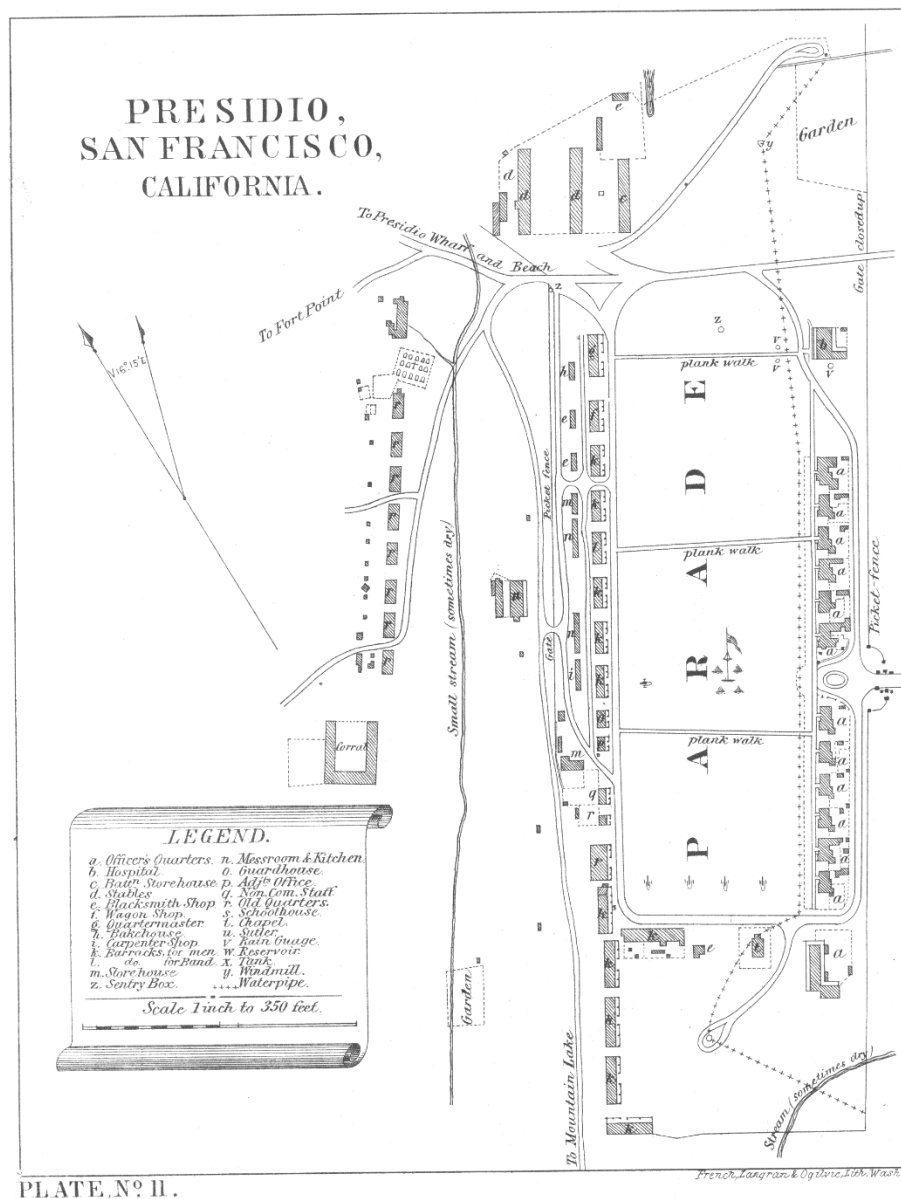 PRESIDIO,
SAN FRANCISCO,
CALIFORNIA.
e
d
d
d
c
y
Garden
To Presidio Wharf and Beach
To Fort Point
Gate closed up
V16°.15'E
z
z
h
g
plank walk
v
v
v
b
e
f
e
k
m
k
n
Picket fence
plank walk
r
r
r
r
r
r
r
r
a
a
a
a
a
a
Picket-fence
Small stream (sometimes dry)
u
Gate
n
i
k
k
PARADE
plank walk
Corral
m
q
r
r
a
a
a
a
a
a
LEGEND.
a. Officer's Quarters.
b. Hospital.
c. Batt'n Storehouse.
d. Stables
e. Blacksmith Shop
f. Wagon Shop.
g. Quartermaster
h. Bakehouse
i. Carpenter Shop
k. Barracks, for men
l. do. for Band.
m. Storehouse
z. Sentry Box.
n. Messroom & Kitchen.
o. Guardhouse.
p. Adj'ts Office.
q. Non. Com. Staff
r. Old Quarters.
s. Schoolhouse
t. Chapel.
u. Sutler.
v Rain Guage.
w. Reservoir.
x. Tank.
y. Windmill.
++++ Waterpipe.
Scale 1 inch to 350 feet.
k
k
k
k
k
k
e
t
a
Garden
To Mountain Lake
Stream (sometimes dry)
PLATE, No 11.
French, Langran & Ogilvie, Lith. Wash.